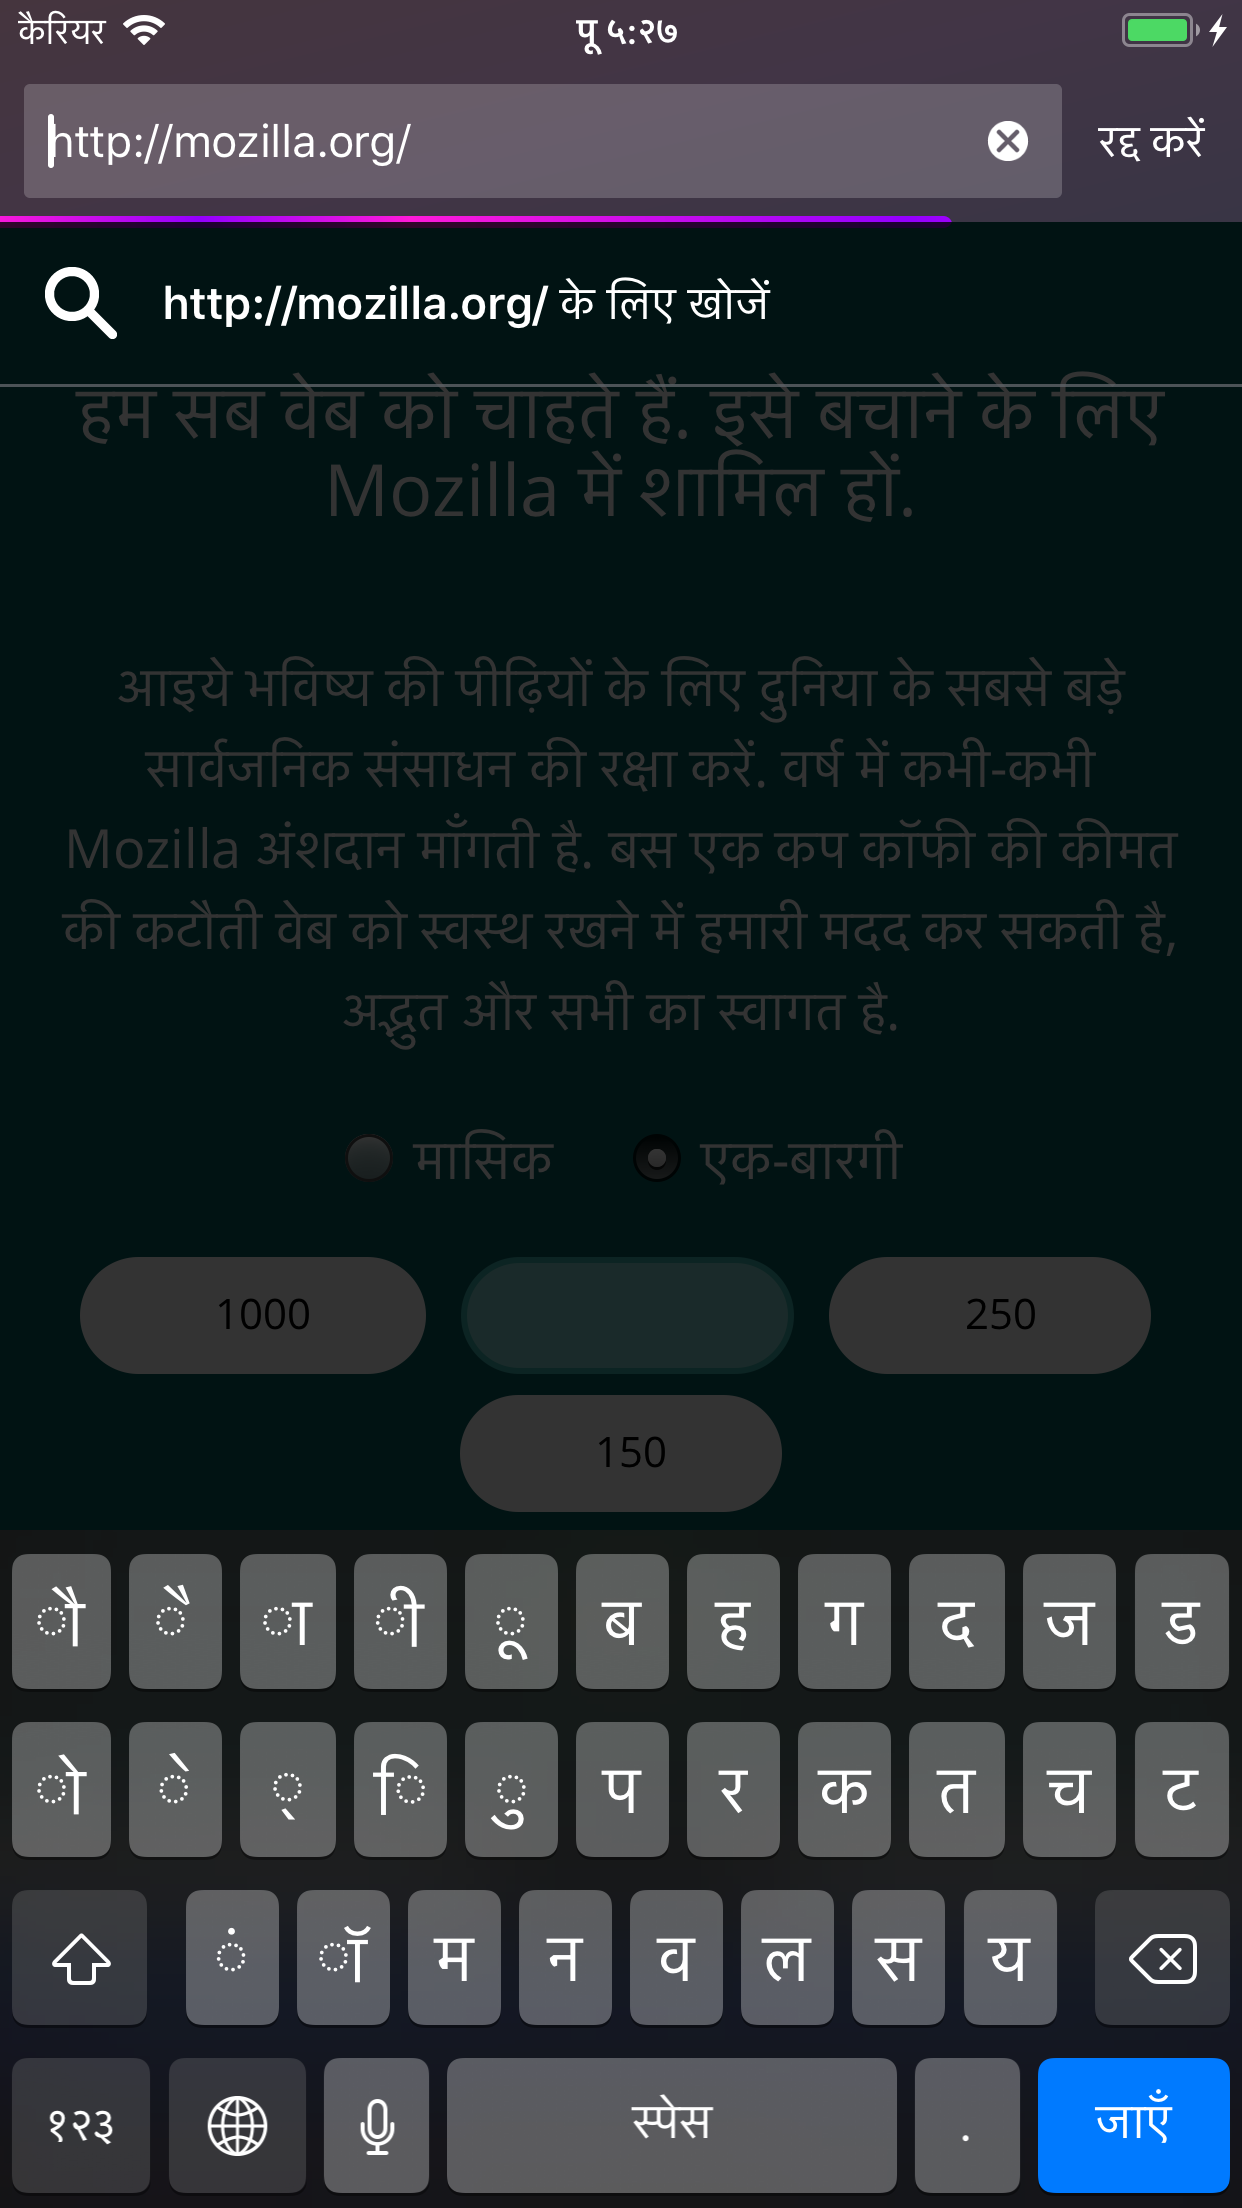 कैरियर पू ५:२७
http://mozilla.org/ रद्द करें
http://mozilla.org/ के लिए खोजें
हम सब वेब को चाहते हैं. इसे बचाने के लिए
Mozilla में शामिल हों.
आइये भविष्य की पीढ़ियों के लिए दुनिया के सबसे बड़े
सार्वजनिक संसाधन की रक्षा करें. वर्ष में कभी-कभी
Mozilla अंशदान माँगती है. बस एक कप कॉफी की कीमत
की कटौती वेब को स्वस्थ रखने में हमारी मदद कर सकती है,
अद्भुत और सभी का स्वागत है.
मासिक एक-बारगी
1000 250
150
ौ ै ा ी ू ब ह ग द ज ड
ो े ् ि ु प र क त च ट
ं ॉ म न व ल स य
१२३ स्पेस . जाएँ